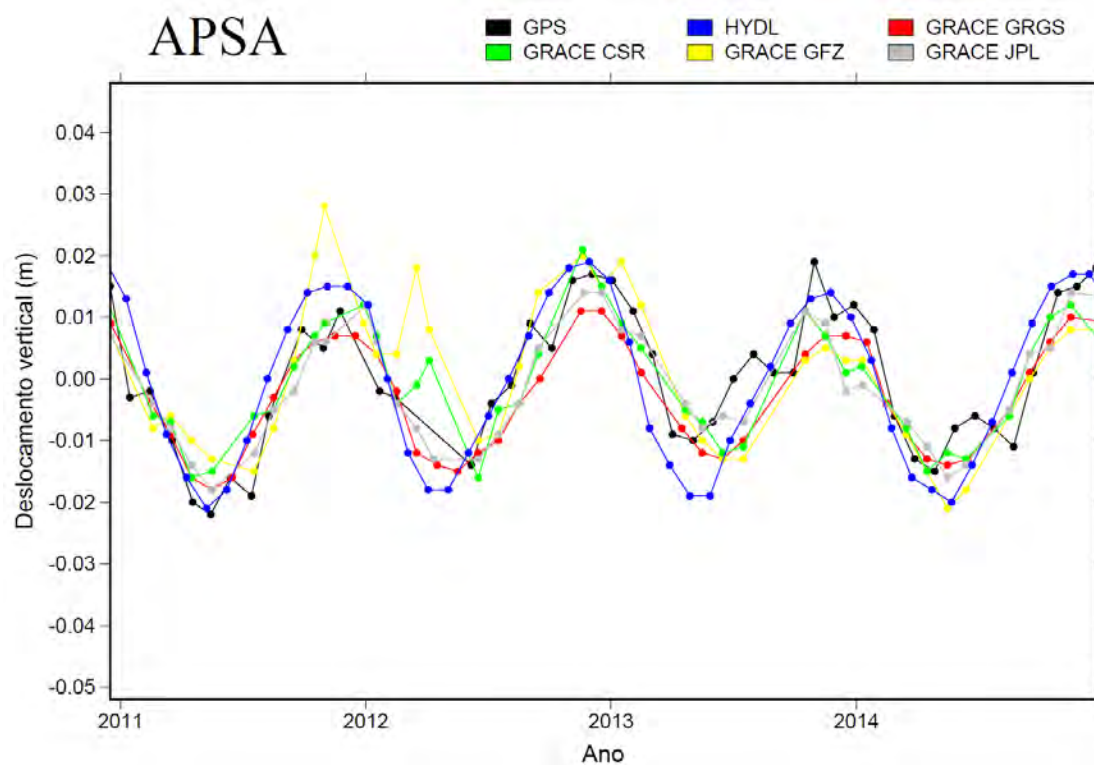 APSA
GPS HYDL GRACE GRGS
GRACE CSR GRACE GFZ GRACE JPL
Deslocamento vertical (m)
0.04
0.03
0.02
0.01
0.00
-0.01
-0.02
-0.03
-0.04
-0.05
2011 2012 2013 2014
Ano